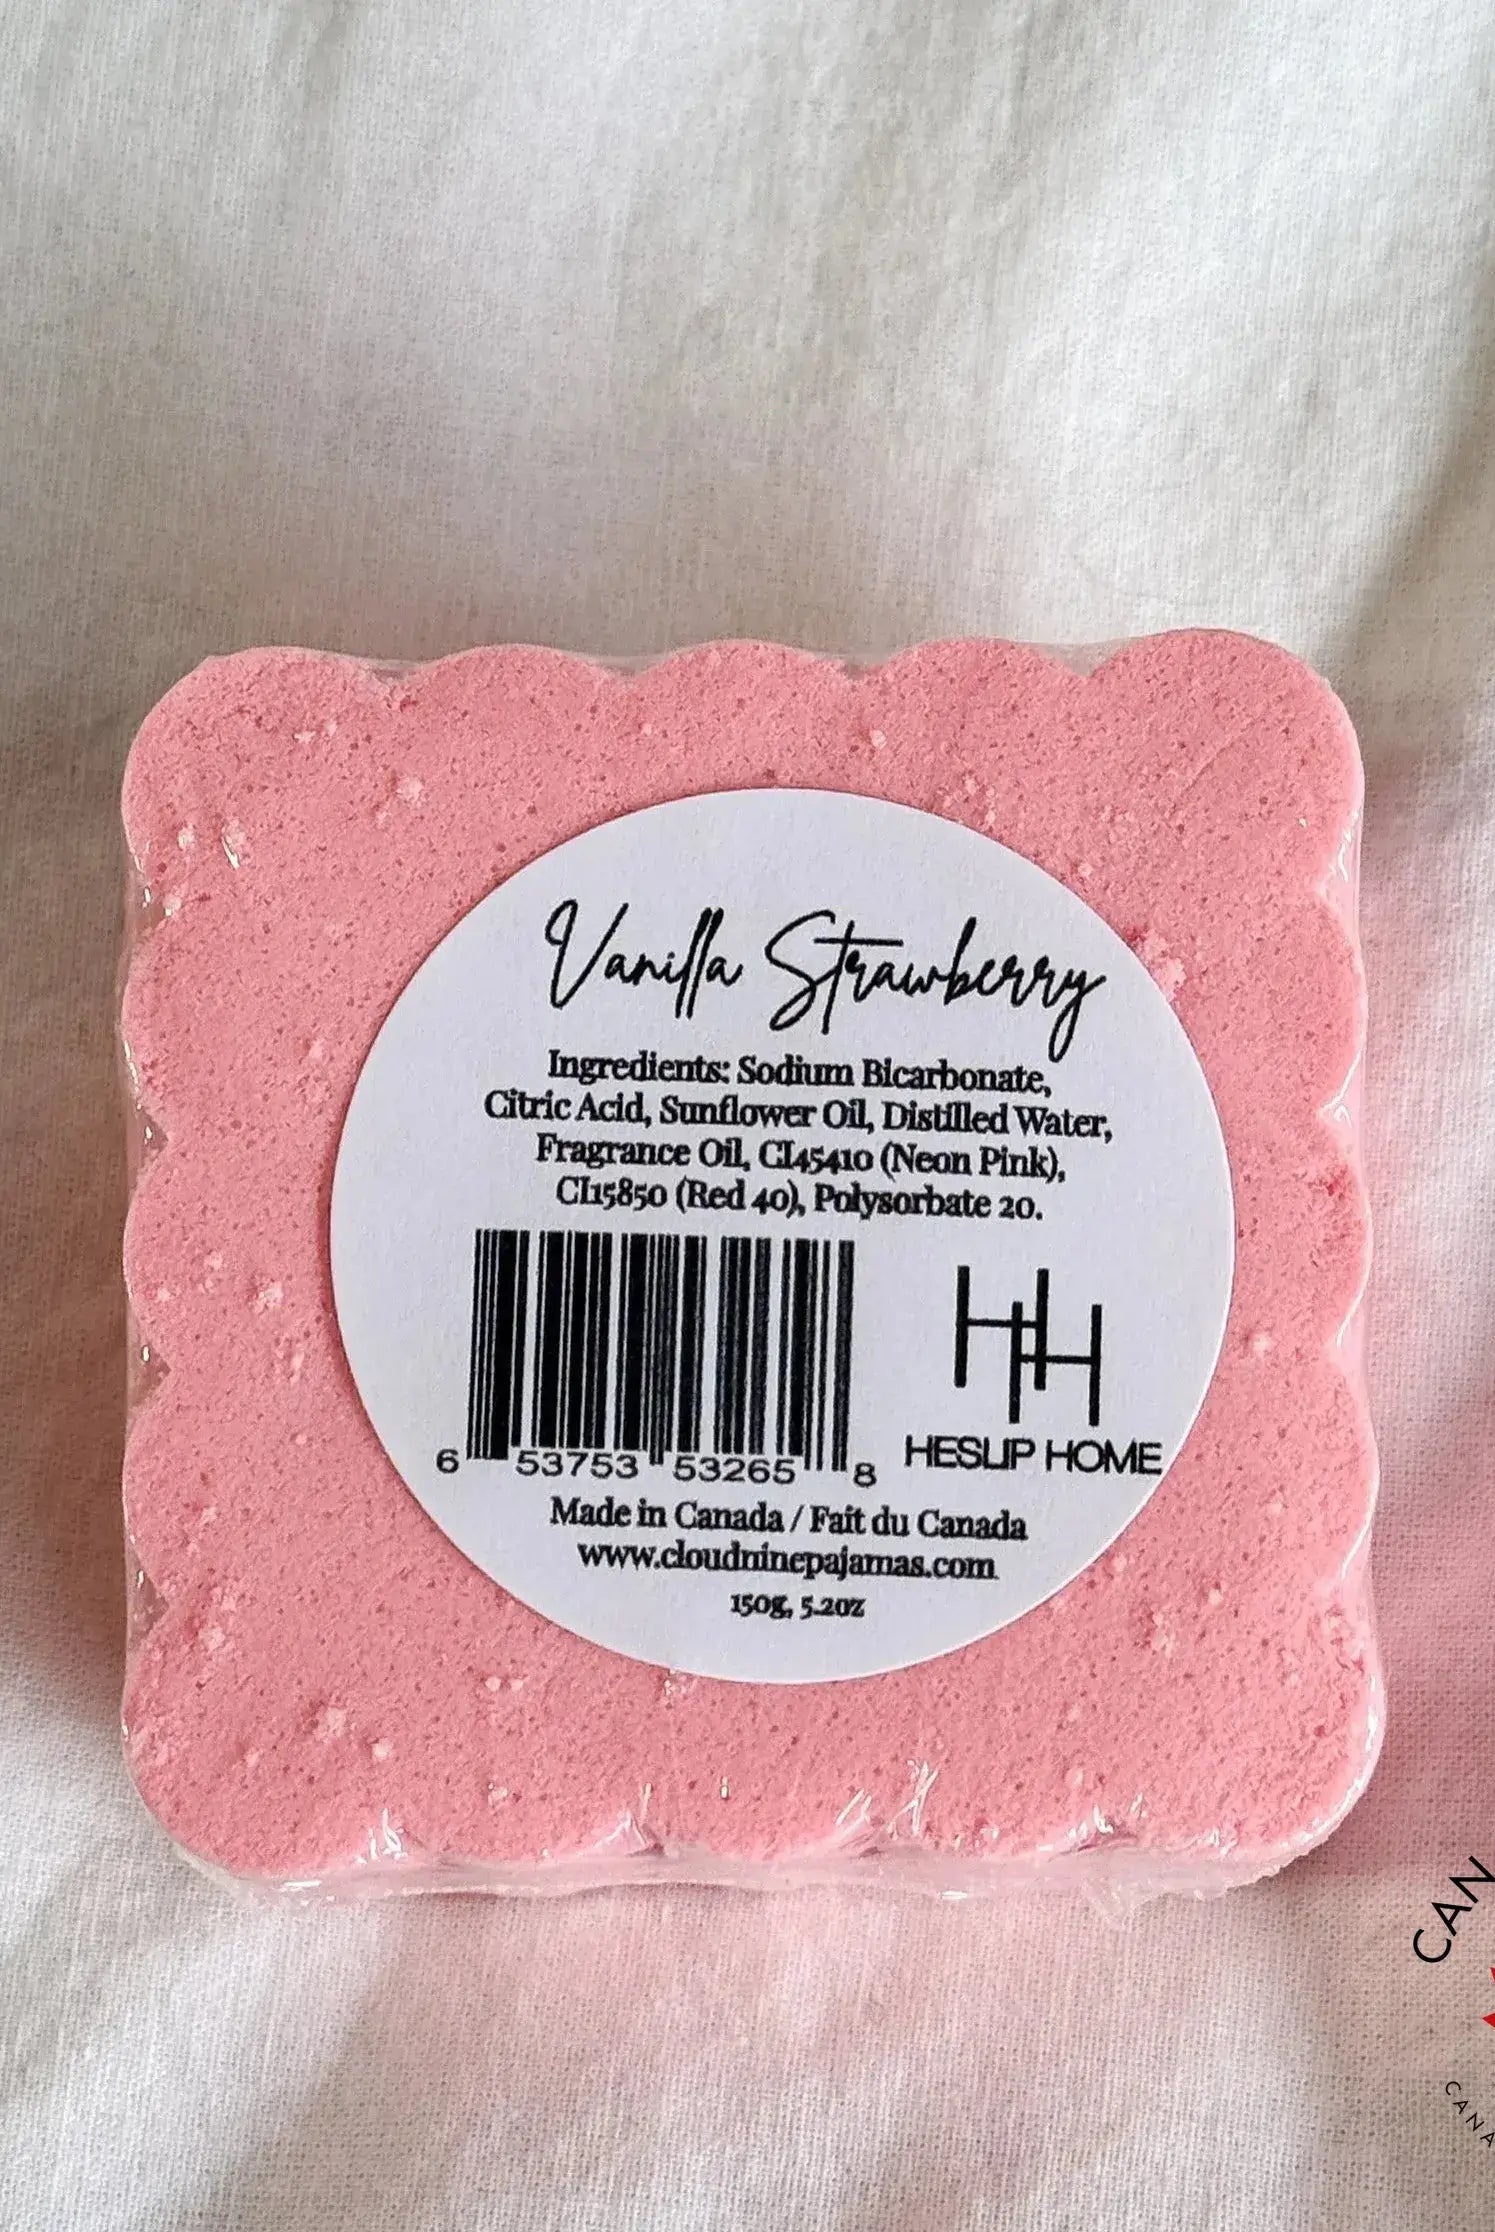 Vanilla Strawberry
Ingredients: Sodium Bicarbonate,
Citric Acid, Sunflower Oil, Distilled Water,
Fragrance Oil, CI45410 (Neon Pink),
CI15850 (Red 40), Polysorbate 20.
6 53753 53265 8
HH
HESLIP HOME
Made in Canada / Fait du Canada
www.cloudninepajamas.com
150g, 5.2oz
CAN
CANA